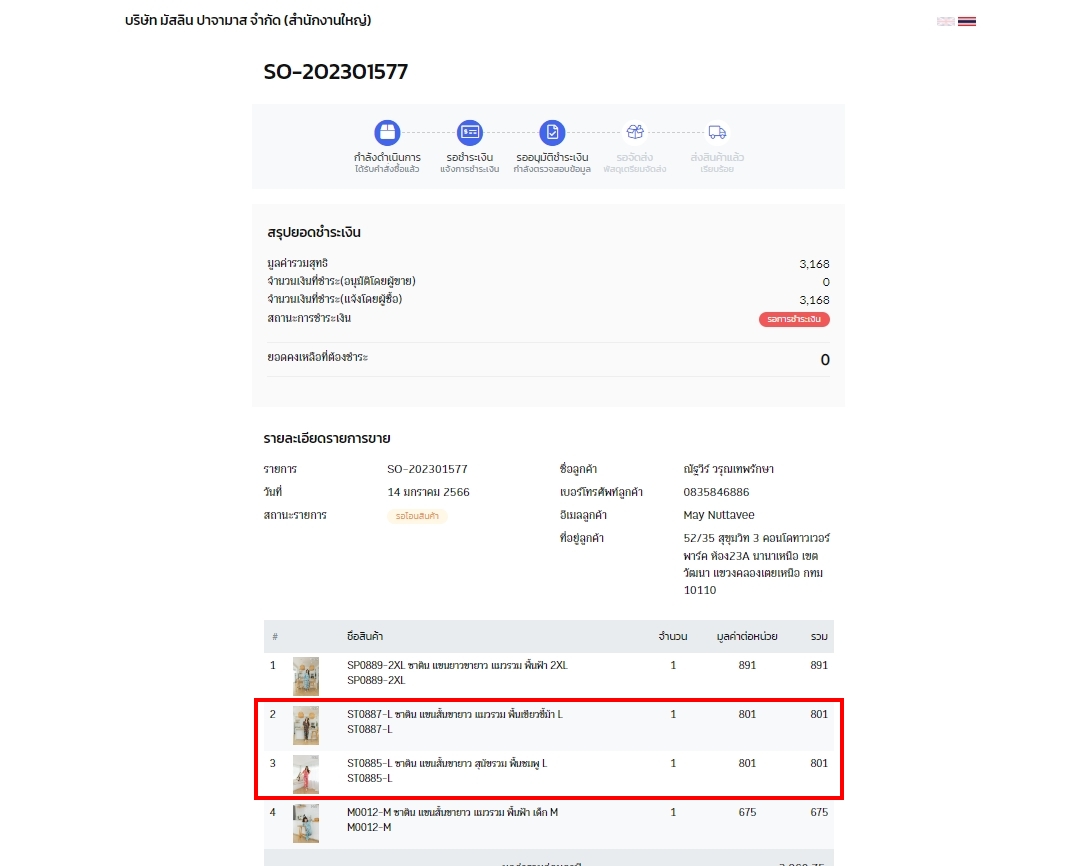 บริษัท มัสลิน ปาจามาส จำกัด (สำนักงานใหญ่)
SO-202301577
กำลังดำเนินการ รอชำระเงิน รออนุมัติชำระเงิน รอจัดส่ง ส่งสินค้าแล้ว
ได้รับคำสั่งซื้อแล้ว แจ้งการชำระเงิน กำลังตรวจสอบข้อมูล พัสดุเตรียมจัดส่ง เรียบร้อย
สรุปยอดชำระเงิน
มูลค่ารวมสุทธิ 3,168
จำนวนเงินที่ชำระ(อนุมัติโดยผู้ขาย) 0
จำนวนเงินที่ชำระ(แจ้งโดยผู้ซื้อ) 3,168
สถานะการชำระเงิน รอการชำระเงิน
ยอดคงเหลือที่ต้องชำระ 0
รายละเอียดรายการขาย
รายการ SO-202301577 ชื่อลูกค้า ณัฐวีร์ วรุณเทพรักษา
วันที่ 14 มกราคม 2566 เบอร์โทรศัพท์ลูกค้า 0835846886
สถานะรายการ รอโอนสินค้า อีเมลลูกค้า May Nuttavee
ที่อยู่ลูกค้า 52/35 สุขุมวิท 3 คอนโดทาวเวอร์
พาร์ค ห้อง23A นานาเหนือ เขต
วัฒนา แขวงคลองเตยเหนือ กทม
10110
# ชื่อสินค้า จำนวน มูลค่าต่อหน่วย รวม
1 SP0889-2XL ซาติน แขนยาวขายาว แมวรวม พื้นฟ้า 2XL 1 891 891
SP0889-2XL
2 ST0887-L ซาติน แขนสั้นขายาว แมวรวม พื้นเขียวขี้ม้า L 1 801 801
ST0887-L
3 ST0885-L ซาติน แขนสั้นขายาว สุนัขรวม พื้นชมพู L 1 801 801
ST0885-L
4 M0012-M ซาติน แขนสั้นขายาว แมวรวม พื้นฟ้า เด็ก M 1 675 675
M0012-M